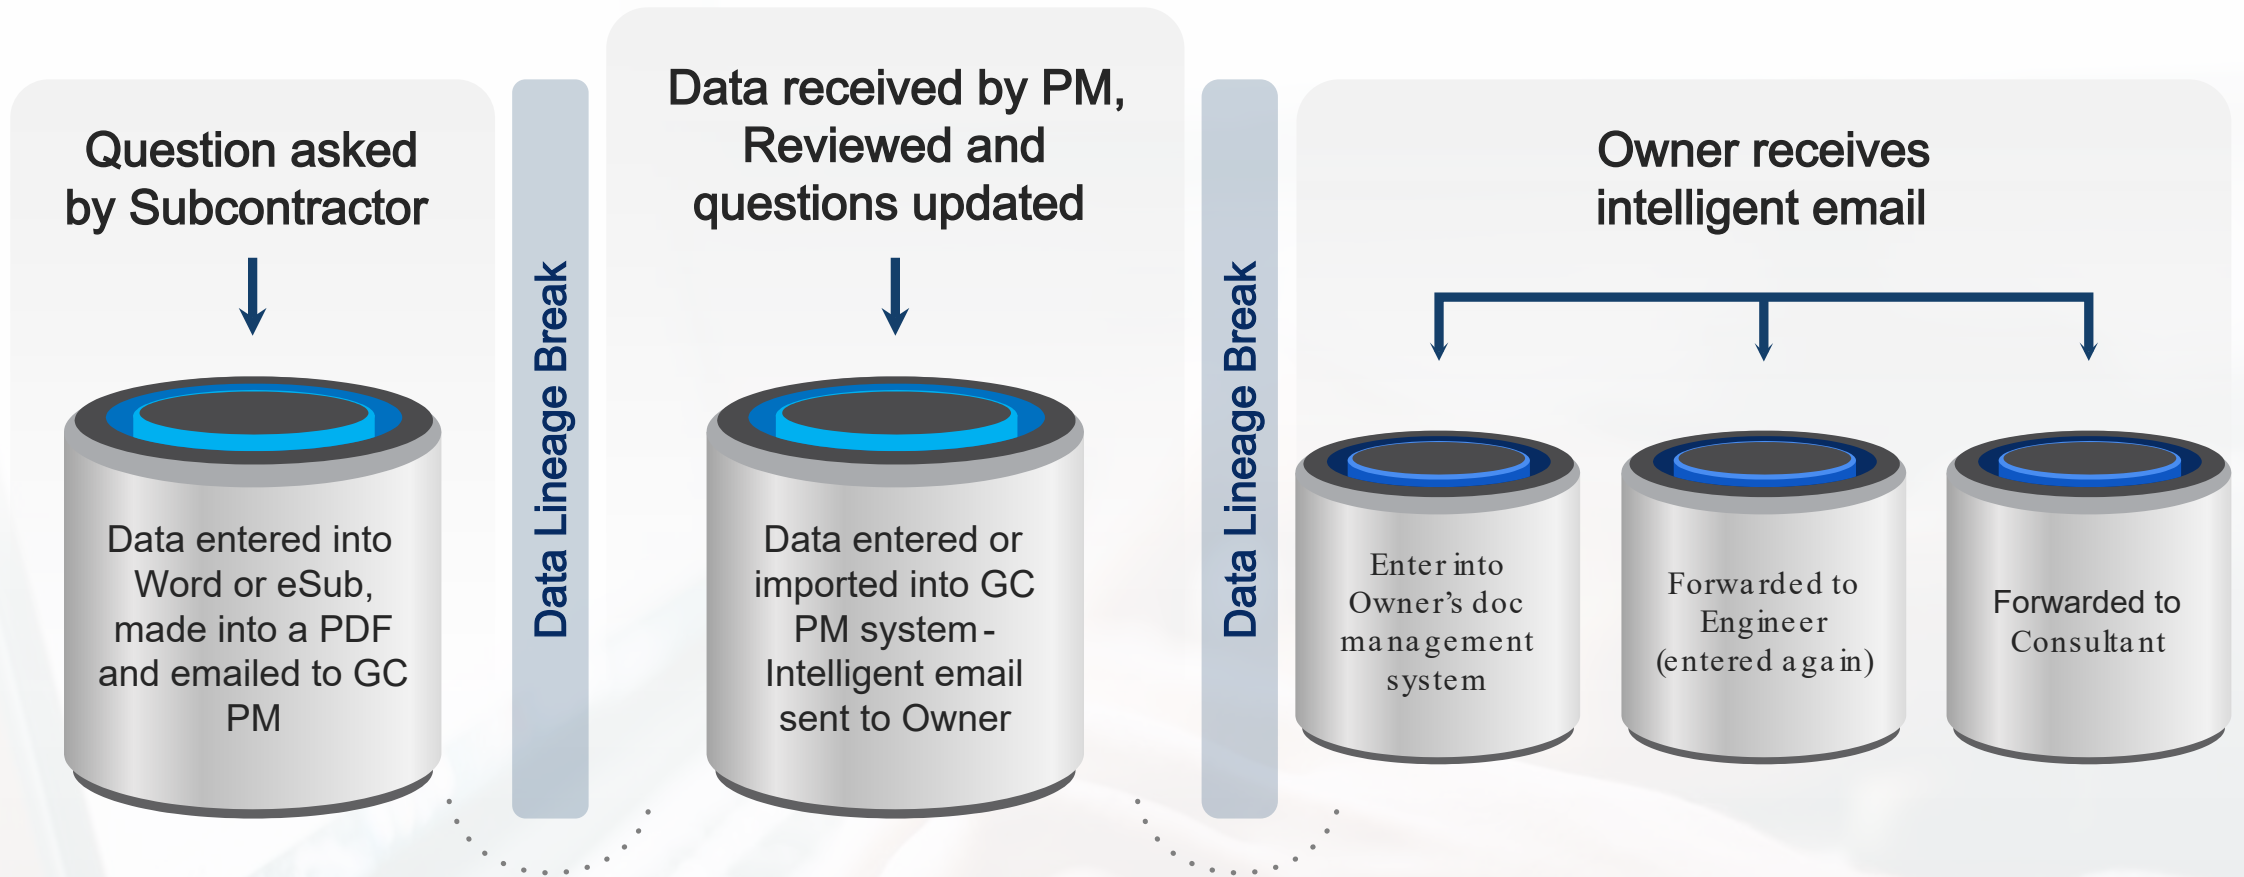 Question asked
by Subcontractor
Data entered into
Word or eSub,
made into a PDF
and emailed to GC
PM
Data Lineage Break
Data received by PM,
Reviewed and
questions updated
Data entered or
imported into GC
PM system -
Intelligent email
sent to Owner
Data Lineage Break
Owner receives
intelligent email
Enter into
Owner’s doc
management
system
Forwarded to
Engineer
(entered again)
Forwarded to
Consultant